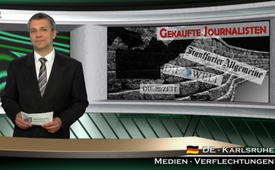 GEKAUFTE JOURNALISTEN
Frankfurter Allgemeine
DIE WELT
DIE ZEIT
DE - KARLSRUHE
MEDIEN - VERFLECHTUNGEN